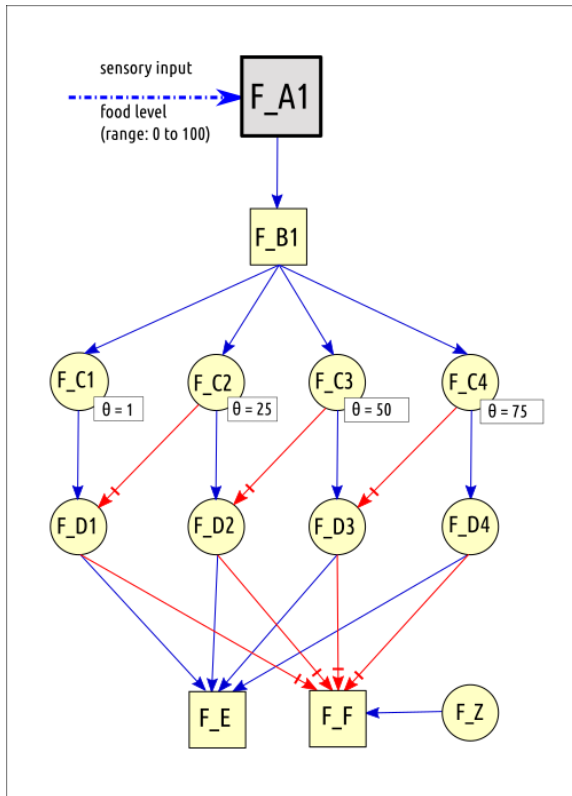 sensory input
F_A1
food level
(range: 0 to 100)
F_B1
F_C1
F_C2
F_C3
F_C4
θ = 1
θ = 25
θ = 50
θ = 75
F_D1
F_D2
F_D3
F_D4
F_E
F_F
F_Z